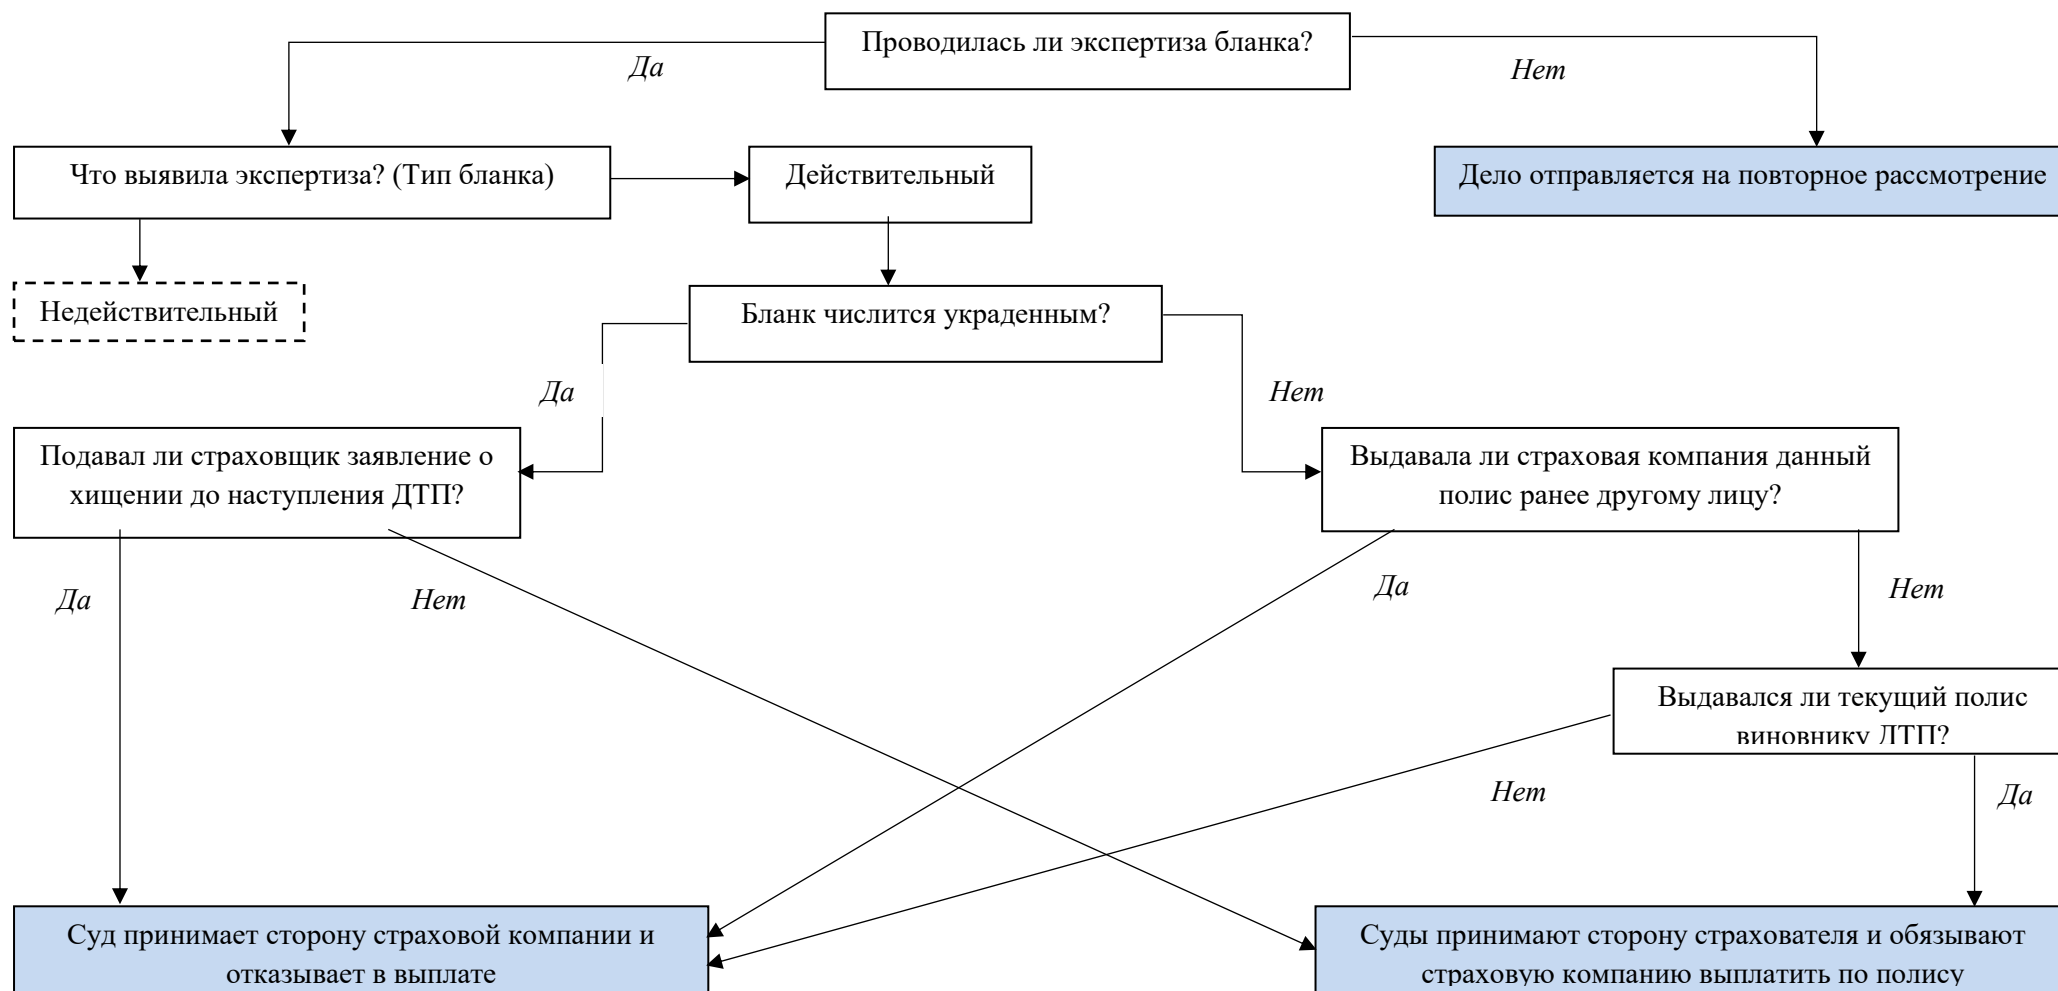 Проводилась ли экспертиза бланка?
Да
Нет
Что выявила экспертиза? (Тип бланка)
Действительный
Дело отправляется на повторное рассмотрение
Недействительный
Бланк числится украденным?
Да
Нет
Подавал ли страховщик заявление о
хищении до наступления ДТП?
Выдавала ли страховая компания данный
полис ранее другому лицу?
Да
Нет
Да
Нет
Выдавался ли текущий полис
виновнику ДТП?
Нет
Да
Суд принимает сторону страховой компании и
отказывает в выплате
Суды принимают сторону страхователя и обязывают
страховую компанию выплатить по полису